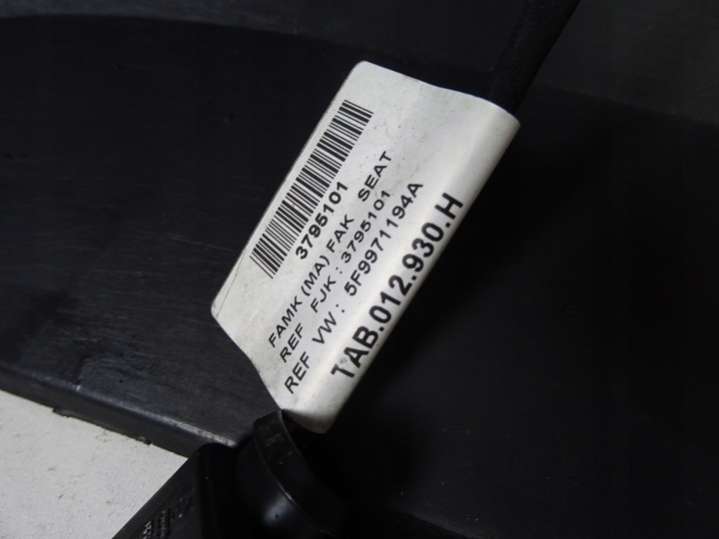 3795101
FAMK (MA) FAK SEAT
REF FJK : 3795101
REF VW : 5F9971194A
TAB.012.930.H